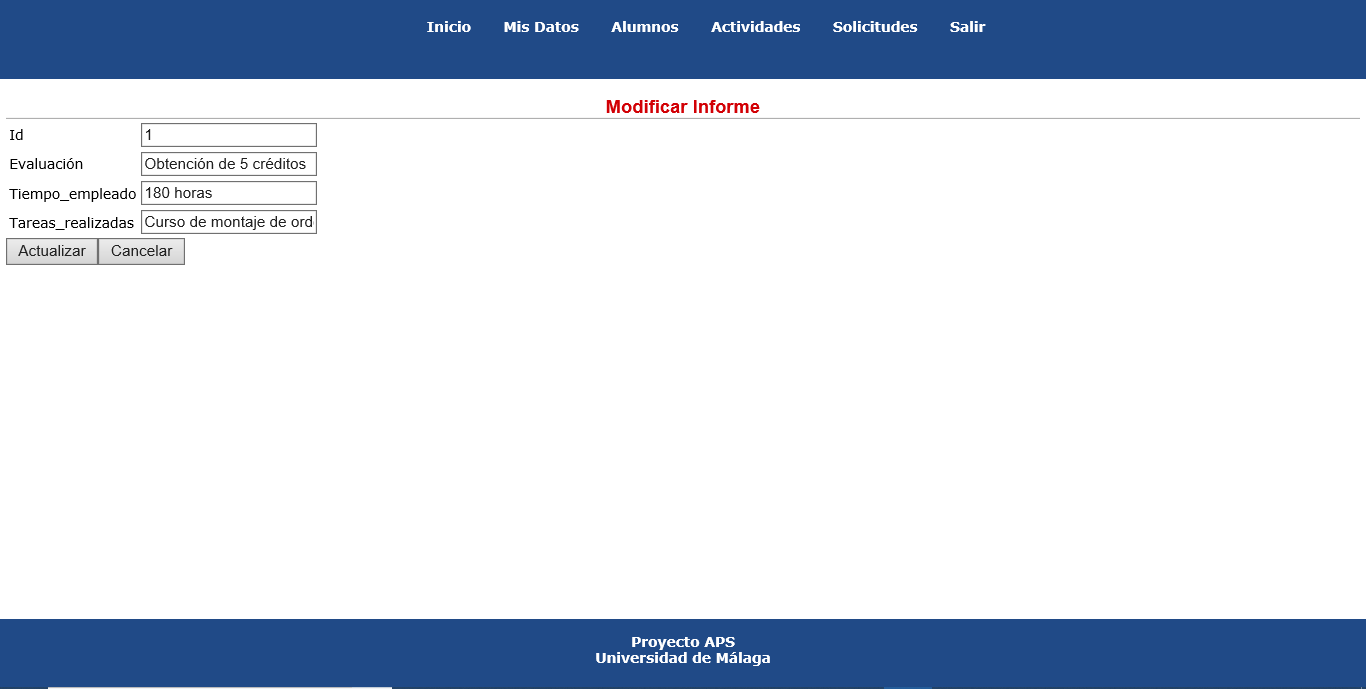 Inicio Mis Datos Alumnos Actividades Solicitudes Salir
Modificar Informe
Id 1
Evaluación Obtención de 5 créditos
Tiempo_empleado 180 horas
Tareas_realizadas Curso de montaje de ord
Actualizar Cancelar
Proyecto APS
Universidad de Málaga